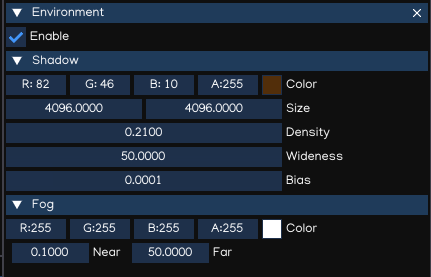 Environment
Enable
Shadow
R: 82 G: 46 B: 10 A:255 Color
4096.0000 4096.0000 Size
0.2100 Density
50.0000 Wideness
0.0001 Bias
Fog
R:255 G:255 B:255 A:255 Color
0.1000 Near 50.0000 Far